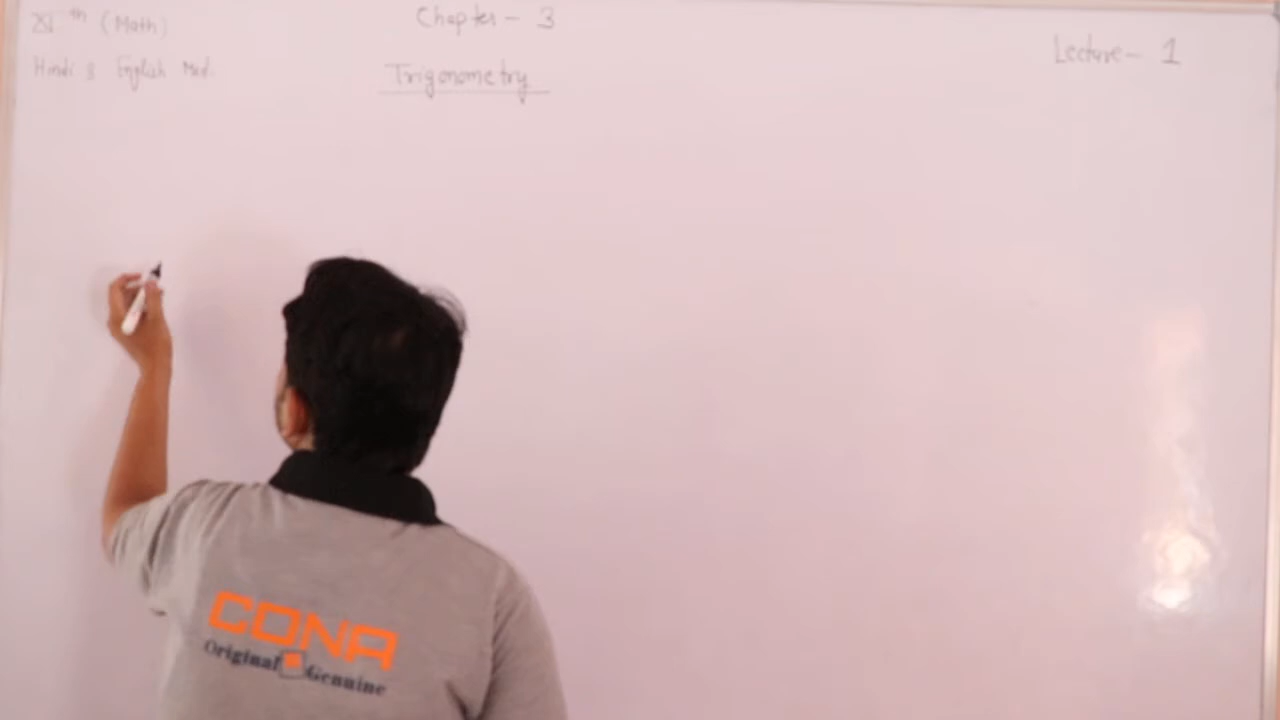 XI th (Math)
Hindi & English Med.
Chapter - 3
Trigonometry
Lecture - 1
CONA
Original Genuine